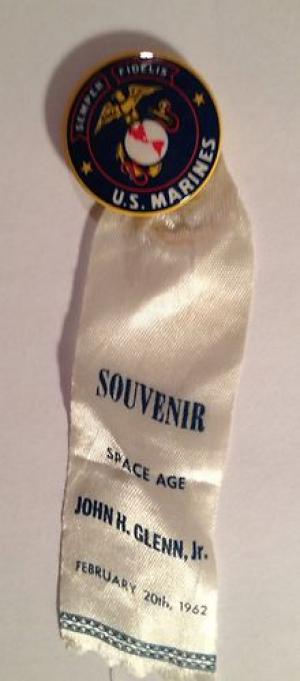 SEMPER FIDELIS
U.S. MARINES
SOUVENIR
SPACE AGE
JOHN H. GLENN, Jr.
FEBRUARY 20th, 1962